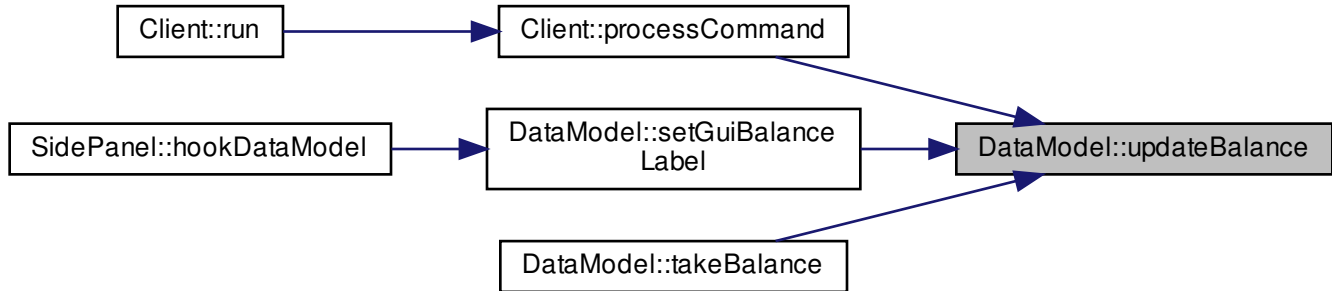 Client::run
Client::processCommand
SidePanel::hookDataModel
DataModel::setGuiBalance
Label
DataModel::updateBalance
DataModel::takeBalance